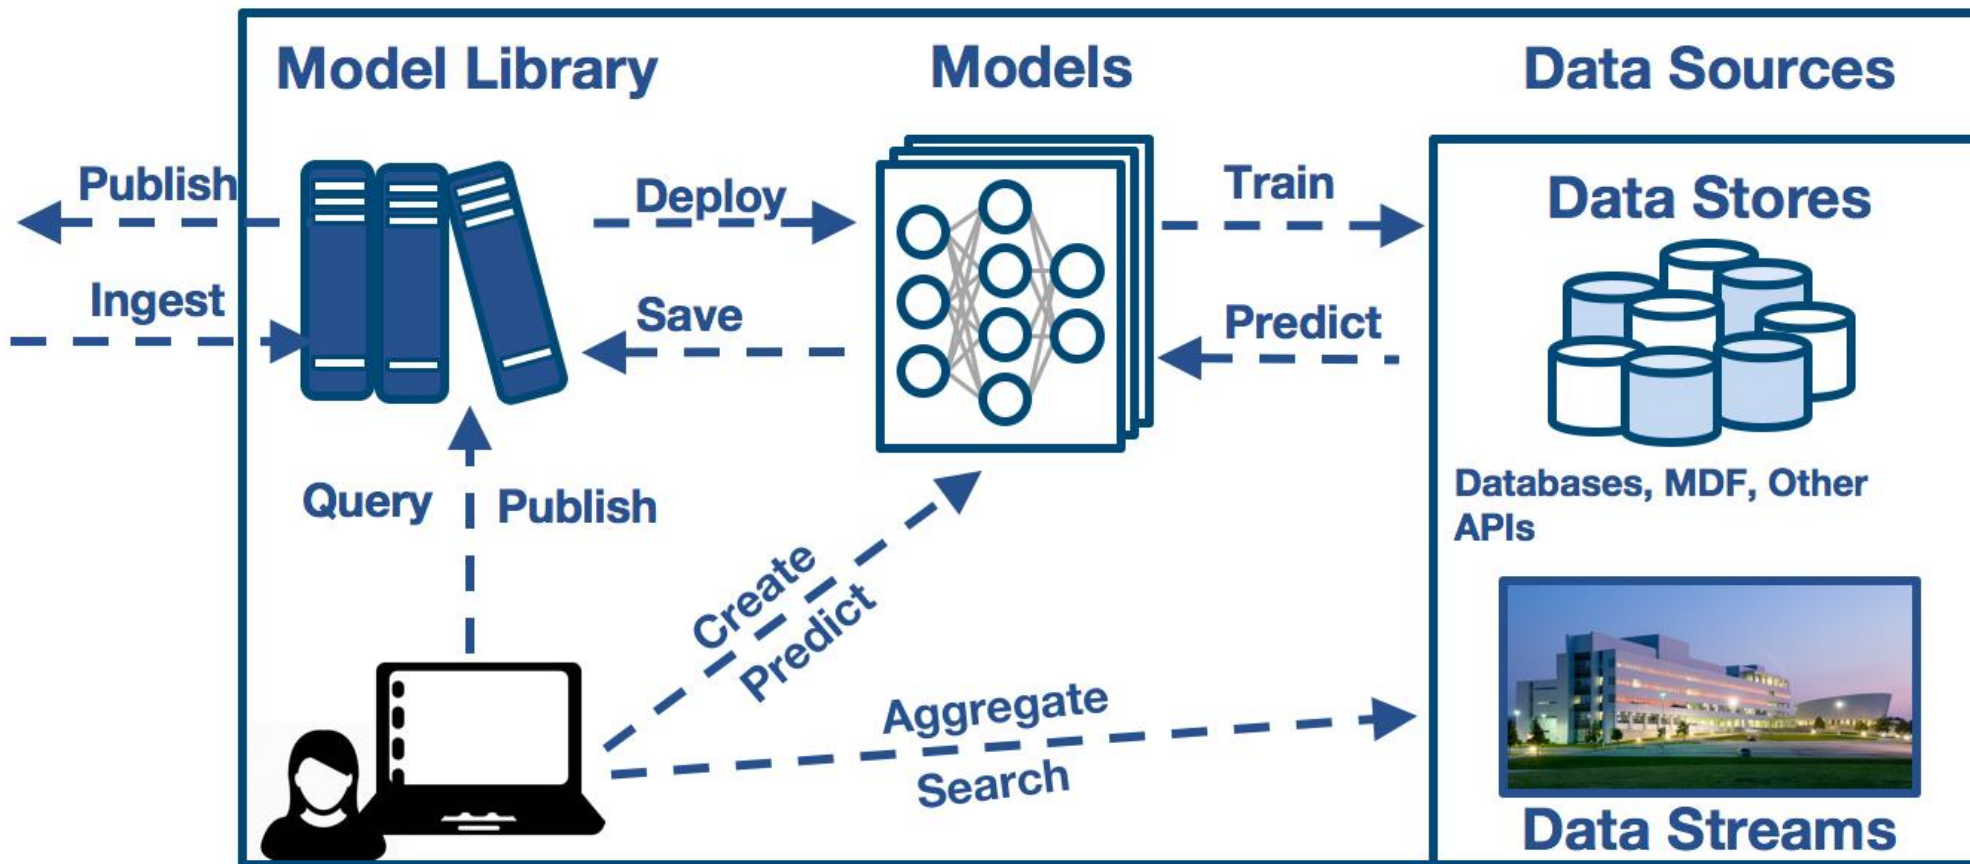 Model Library
Models
Data Sources
Publish
Deploy
Train
Data Stores
Ingest
Save
Predict
Databases, MDF, Other
APIs
Query
Publish
Create
Predict
Aggregate
Search
Data Streams